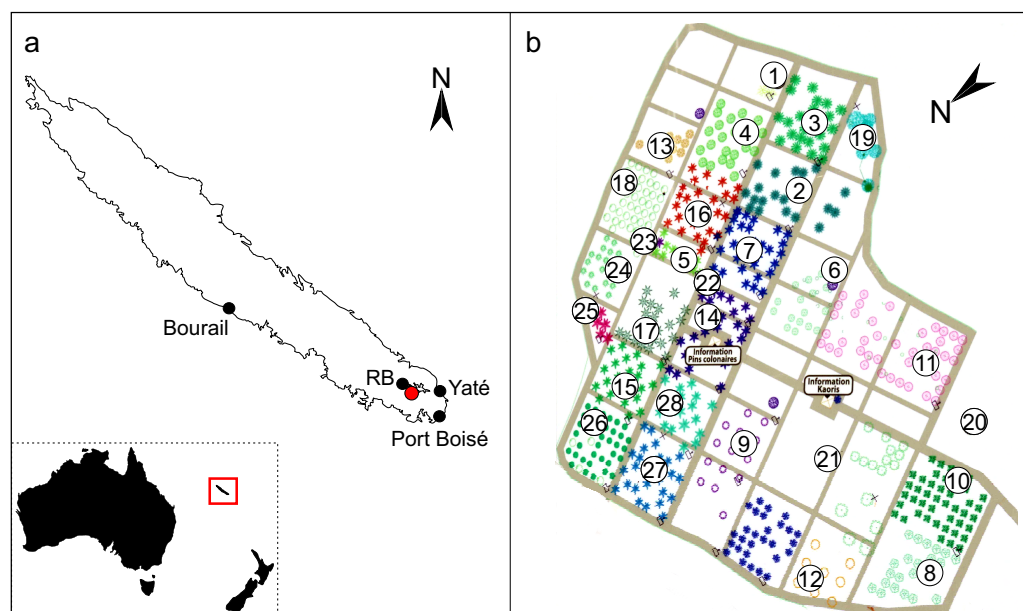 a
N
Bourail
RB
Yaté
Port Boisé
b
N
1
3
4
19
13
2
18
16
7
23
5
6
24
22
25
14
17
Information
Pins colonaires
11
15
Information
Kaoris
28
26
20
9
21
27
10
12
8